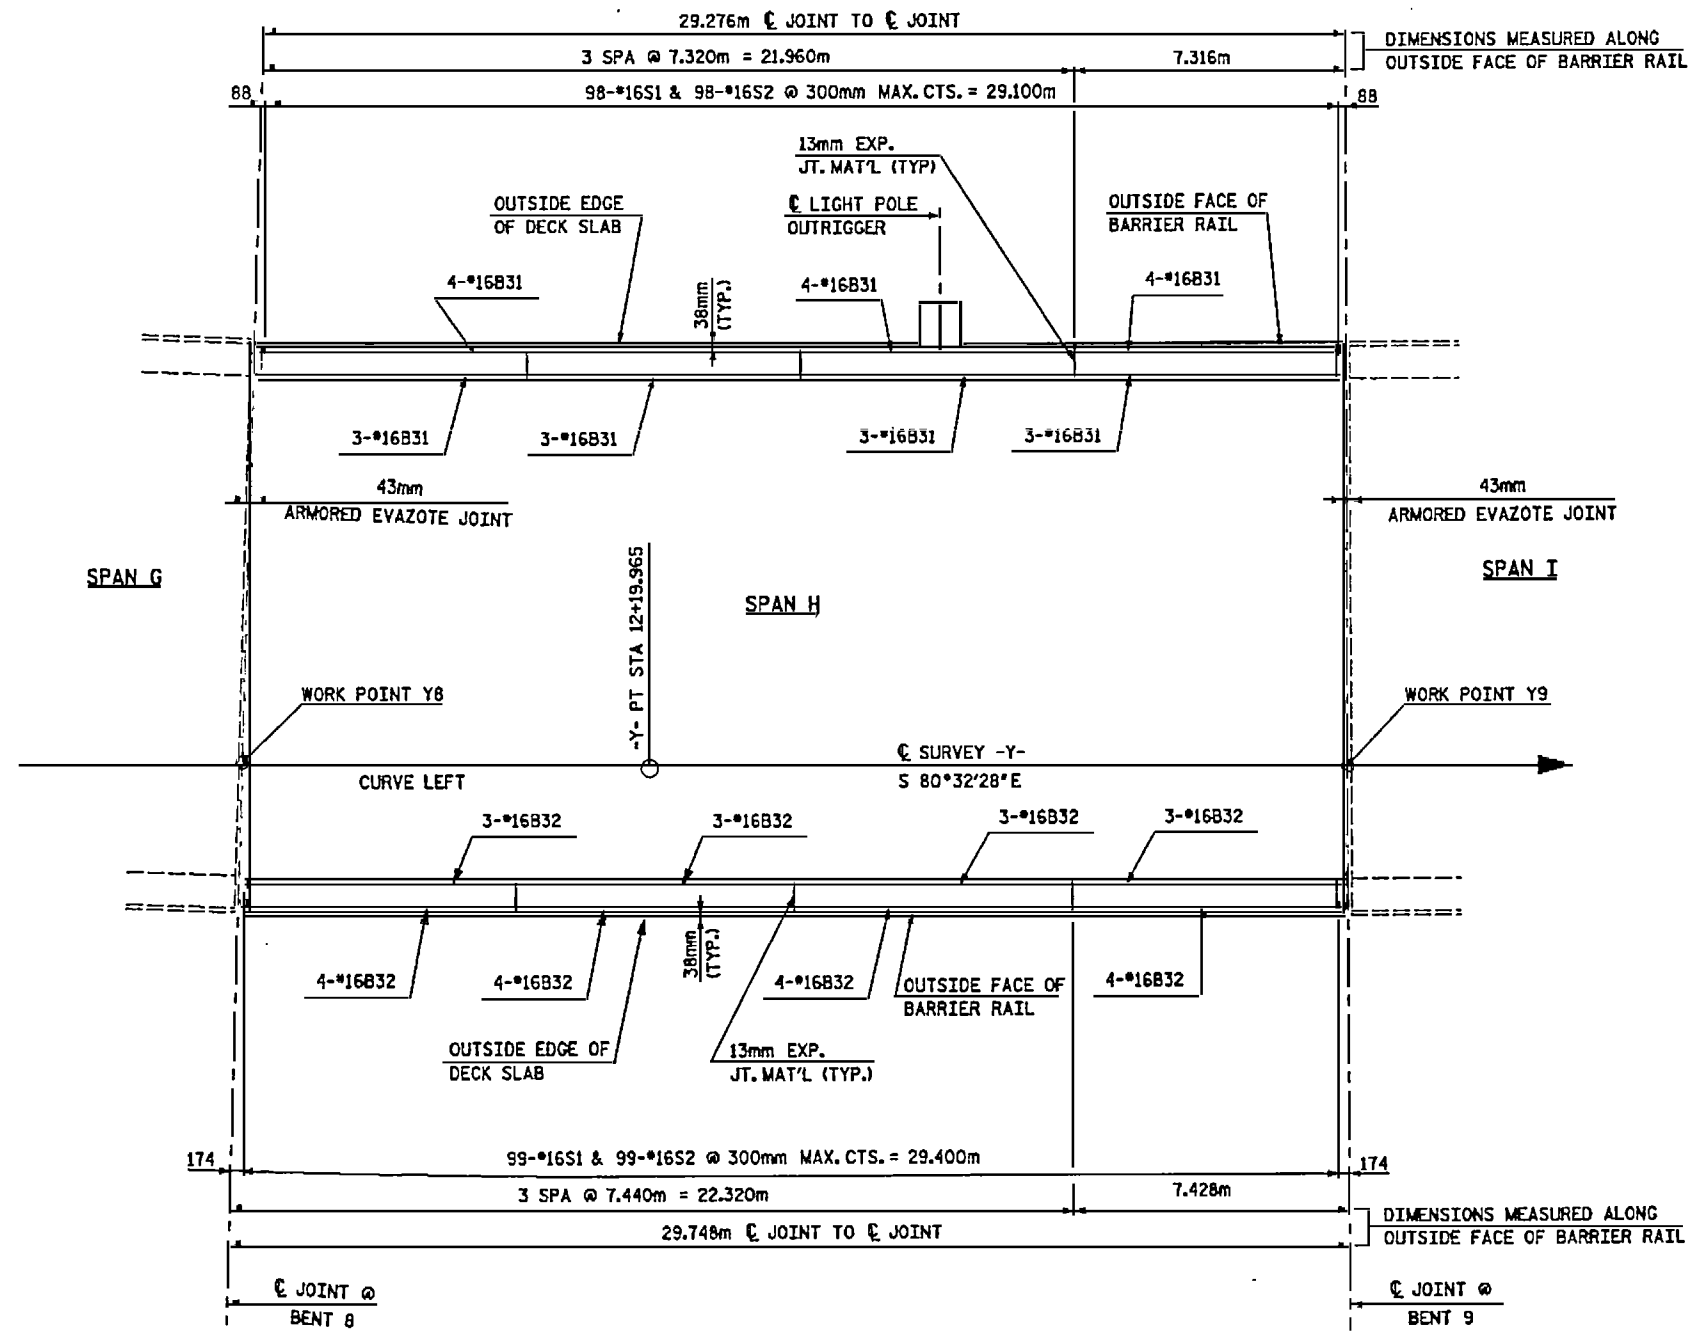 29.276m ℄ JOINT TO ℄ JOINT
3 SPA @ 7.320m = 21.960m
7.316m
DIMENSIONS MEASURED ALONG
OUTSIDE FACE OF BARRIER RAIL
88
98-#16S1 & 98-#16S2 @ 300mm MAX. CTS. = 29.100m
88
13mm EXP.
JT. MAT'L (TYP)
OUTSIDE EDGE
OF DECK SLAB
℄ LIGHT POLE
OUTRIGGER
OUTSIDE FACE OF
BARRIER RAIL
4-#16B31
38mm
(TYP.)
4-#16B31
4-#16B31
3-#16B31
3-#16B31
3-#16B31
3-#16B31
43mm
ARMORED EVAZOTE JOINT
43mm
ARMORED EVAZOTE JOINT
SPAN G
-Y- PT STA 12+19.965
SPAN H
SPAN I
WORK POINT Y8
WORK POINT Y9
CURVE LEFT
℄ SURVEY -Y-
S 80°32'28"E
3-#16B32
3-#16B32
3-#16B32
3-#16B32
38mm
(TYP.)
4-#16B32
4-#16B32
4-#16B32
OUTSIDE FACE OF
BARRIER RAIL
4-#16B32
OUTSIDE EDGE OF
DECK SLAB
13mm EXP.
JT. MAT'L (TYP.)
174
99-#16S1 & 99-#16S2 @ 300mm MAX. CTS. = 29.400m
174
3 SPA @ 7.440m = 22.320m
7.428m
29.748m ℄ JOINT TO ℄ JOINT
DIMENSIONS MEASURED ALONG
OUTSIDE FACE OF BARRIER RAIL
℄ JOINT @
BENT 8
℄ JOINT @
BENT 9